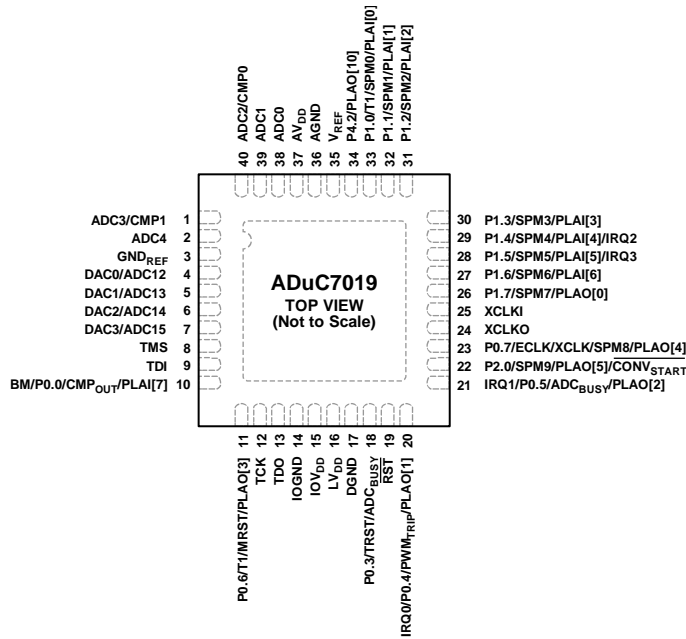 40 ADC2/CMP0
39 ADC1
38 ADC0
37 AVDD
36 AGND
35 VREF
34 P4.2/PLAO[10]
33 P1.0/T1/SPM0/PLAI[0]
32 P1.1/SPM1/PLAI[1]
31 P1.2/SPM2/PLAI[2]
ADC3/CMP1 1
ADC4 2
GNDREF 3
DAC0/ADC12 4
DAC1/ADC13 5
DAC2/ADC14 6
DAC3/ADC15 7
TMS 8
TDI 9
BM/P0.0/CMPOUT/PLAI[7] 10
ADuC7019
TOP VIEW
(Not to Scale)
30 P1.3/SPM3/PLAI[3]
29 P1.4/SPM4/PLAI[4]/IRQ2
28 P1.5/SPM5/PLAI[5]/IRQ3
27 P1.6/SPM6/PLAI[6]
26 P1.7/SPM7/PLAO[0]
25 XCLKI
24 XCLKO
23 P0.7/ECLK/XCLK/SPM8/PLAO[4]
22 P2.0/SPM9/PLAO[5]/CONVSTART
21 IRQ1/P0.5/ADCBUSY/PLAO[2]
P0.6/T1/MRST/PLAO[3] 11
TCK 12
TDO 13
IOGND 14
IOVDD 15
LVDD 16
DGND 17
P0.3/TRST/ADCBUSY 18
RST 19
IRQ0/P0.4/PWMTRIP/PLAO[1] 20